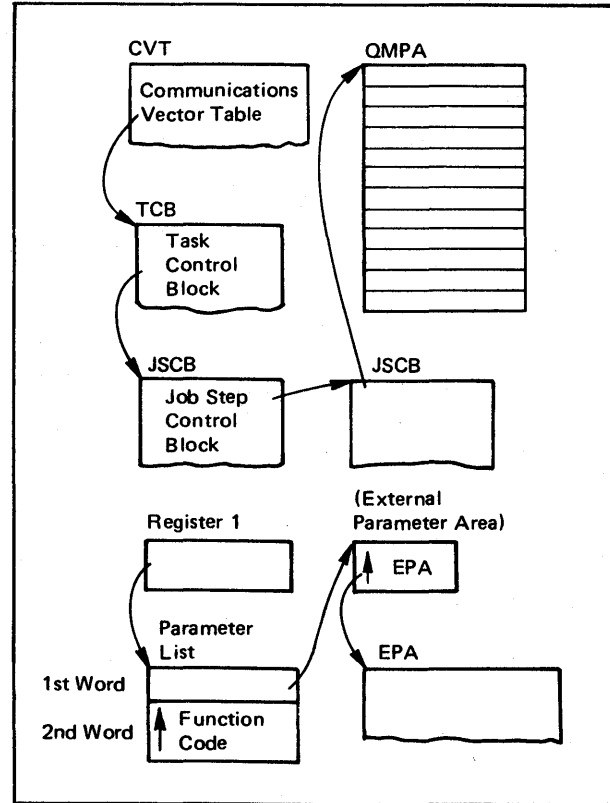 CVT
Communications
Vector Table
QMPA
TCB
Task
Control
Block
JSCB
Job Step
Control
Block
JSCB
Register 1
(External
Parameter Area)
EPA
Parameter
List
1st Word
2nd Word
Function
Code
EPA